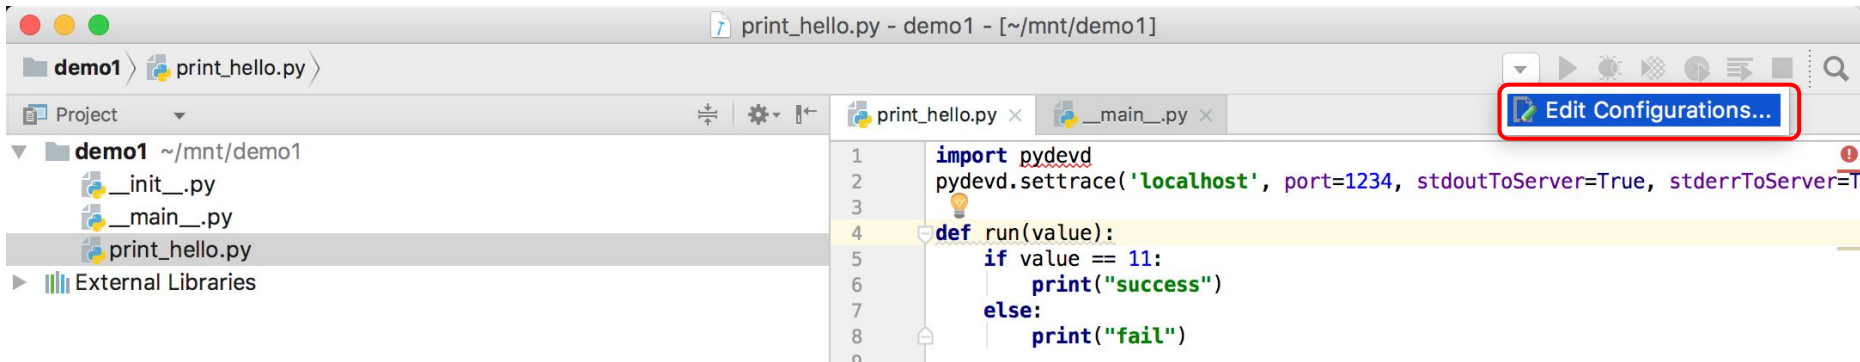 print_hello.py - demo1 - [~/mnt/demo1]
demo1 print_hello.py
Project
print_hello.py __main__.py
Edit Configurations...
demo1 ~/mnt/demo1
__init__.py
__main__.py
print_hello.py
External Libraries
1 import pydevd
2 pydevd.settrace('localhost', port=1234, stdoutToServer=True, stderrToServer=T
3
4 def run(value):
5 if value == 11:
6 print("success")
7 else:
8 print("fail")
9